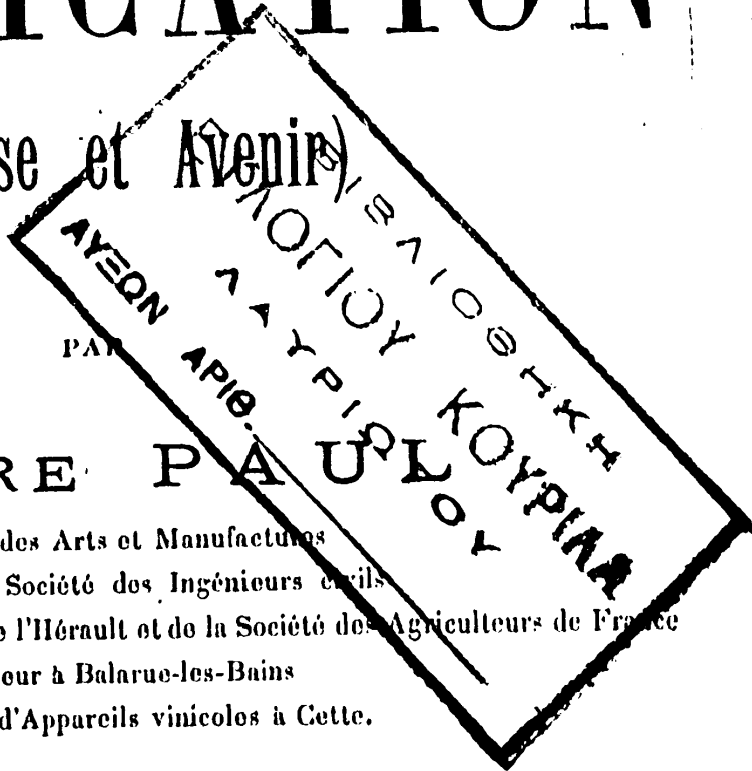 ICATION
se et Avenir)
PAR
RE PAUL
des Arts et Manufactures
Société des Ingénieurs civils
l'Hérault et de la Société des Agriculteurs de France
eur à Balaruc-les-Bains
d'Appareils vinicoles à Cette.
ΒΙΒΛΙΟΘΗΚΗ
ΛΟΓΙΟΥ ΚΟΥΡΙΛΑ
ΛΑΥΡΙΩΤΟΥ
ΑΥΞΩΝ ΑΡΙΘ.